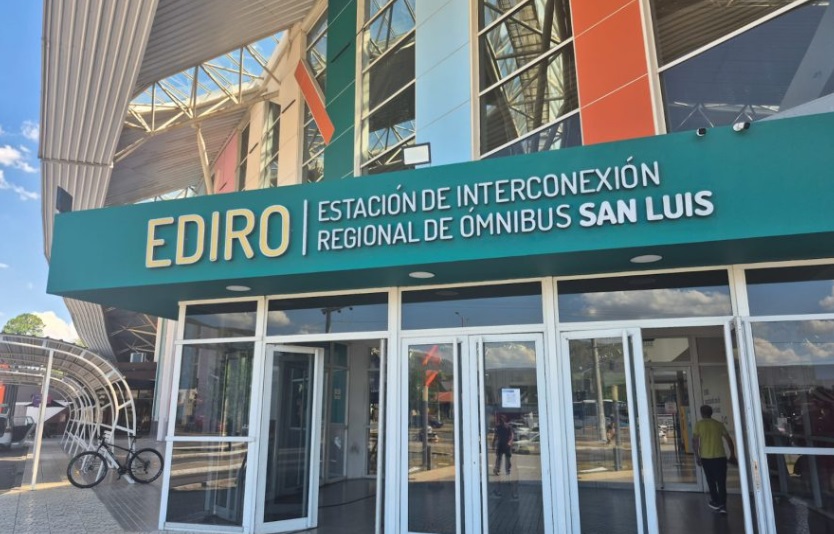 EDIRO
ESTACIÓN DE INTERCONEXIÓN
REGIONAL DE ÓMNIBUS SAN LUIS